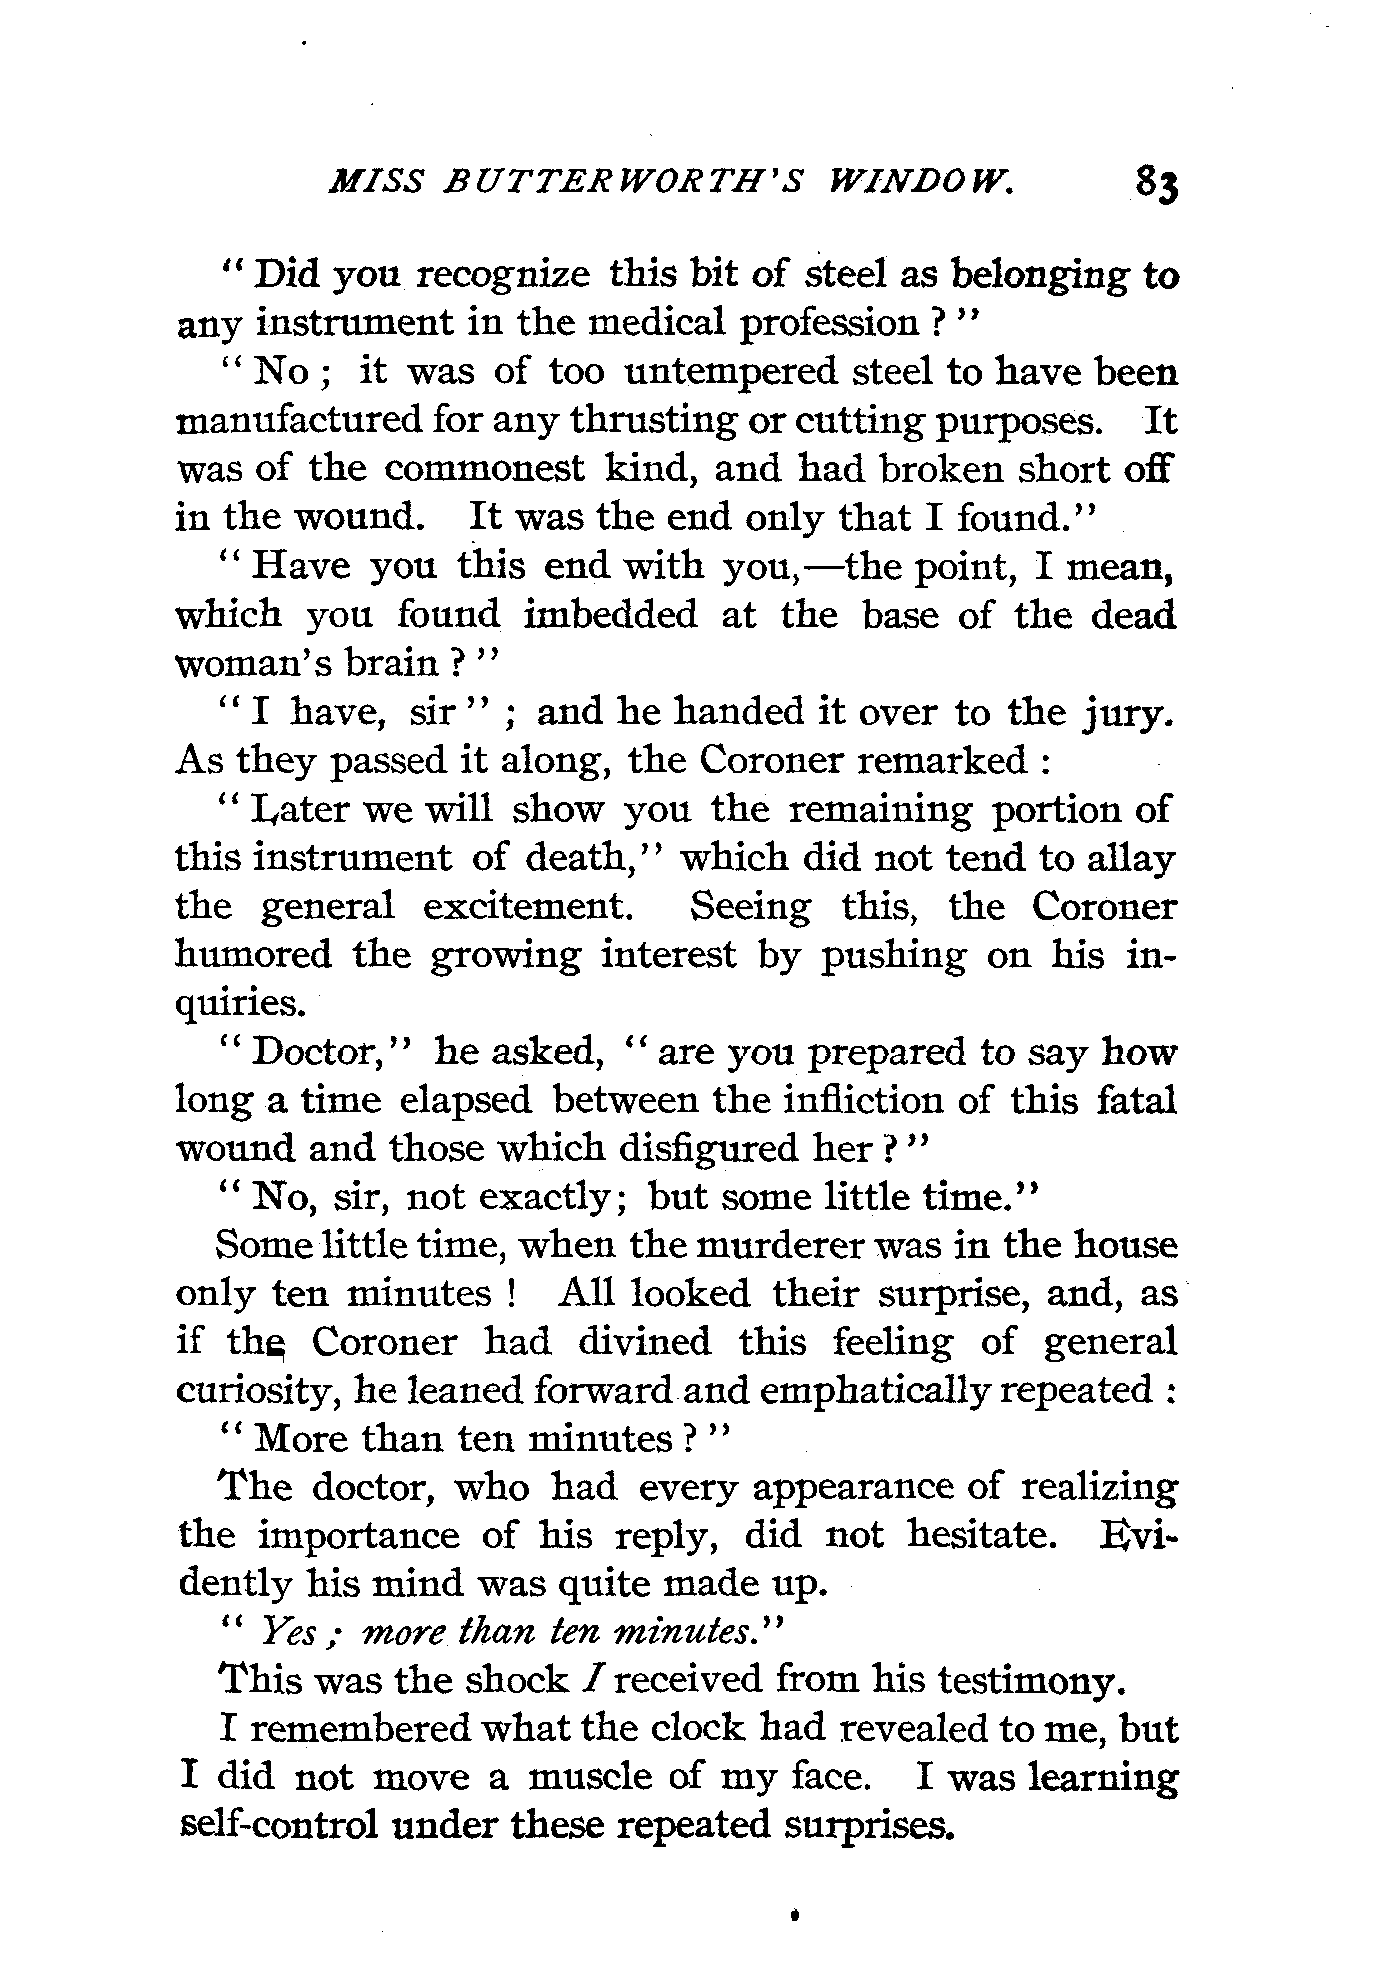 MISS BUTTERWORTH'S WINDOW. 83
"Did you recognize this bit of steel as belonging to
any instrument in the medical profession?"
"No; it was of too untempered steel to have been
manufactured for any thrusting or cutting purposes. It
was of the commonest kind, and had broken short off
in the wound. It was the end only that I found."
"Have you this end with you,—the point, I mean,
which you found imbedded at the base of the dead
woman's brain?"
"I have, sir"; and he handed it over to the jury.
As they passed it along, the Coroner remarked:
"Later we will show you the remaining portion of
this instrument of death," which did not tend to allay
the general excitement. Seeing this, the Coroner
humored the growing interest by pushing on his in-
quiries.
"Doctor," he asked, "are you prepared to say how
long a time elapsed between the infliction of this fatal
wound and those which disfigured her?"
"No, sir, not exactly; but some little time."
Some little time, when the murderer was in the house
only ten minutes! All looked their surprise, and, as
if the Coroner had divined this feeling of general
curiosity, he leaned forward and emphatically repeated:
"More than ten minutes?"
The doctor, who had every appearance of realizing
the importance of his reply, did not hesitate. Evi-
dently his mind was quite made up.
"Yes; more than ten minutes."
This was the shock I received from his testimony.
I remembered what the clock had revealed to me, but
I did not move a muscle of my face. I was learning
self-control under these repeated surprises.